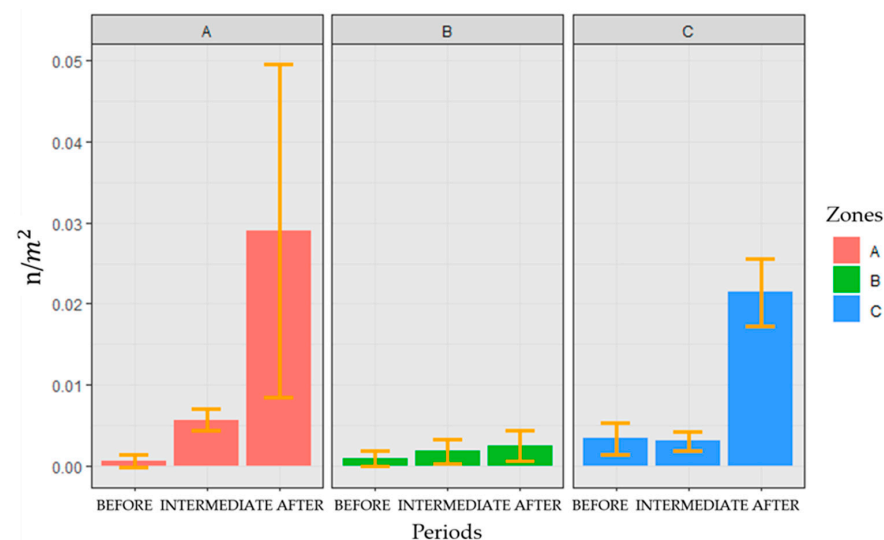 A B C
0.05
0.04
0.03
0.02
0.01
0.00
n/m²
BEFORE INTERMEDIATE AFTER BEFORE INTERMEDIATE AFTER BEFORE INTERMEDIATE AFTER
Periods
Zones
A
B
C